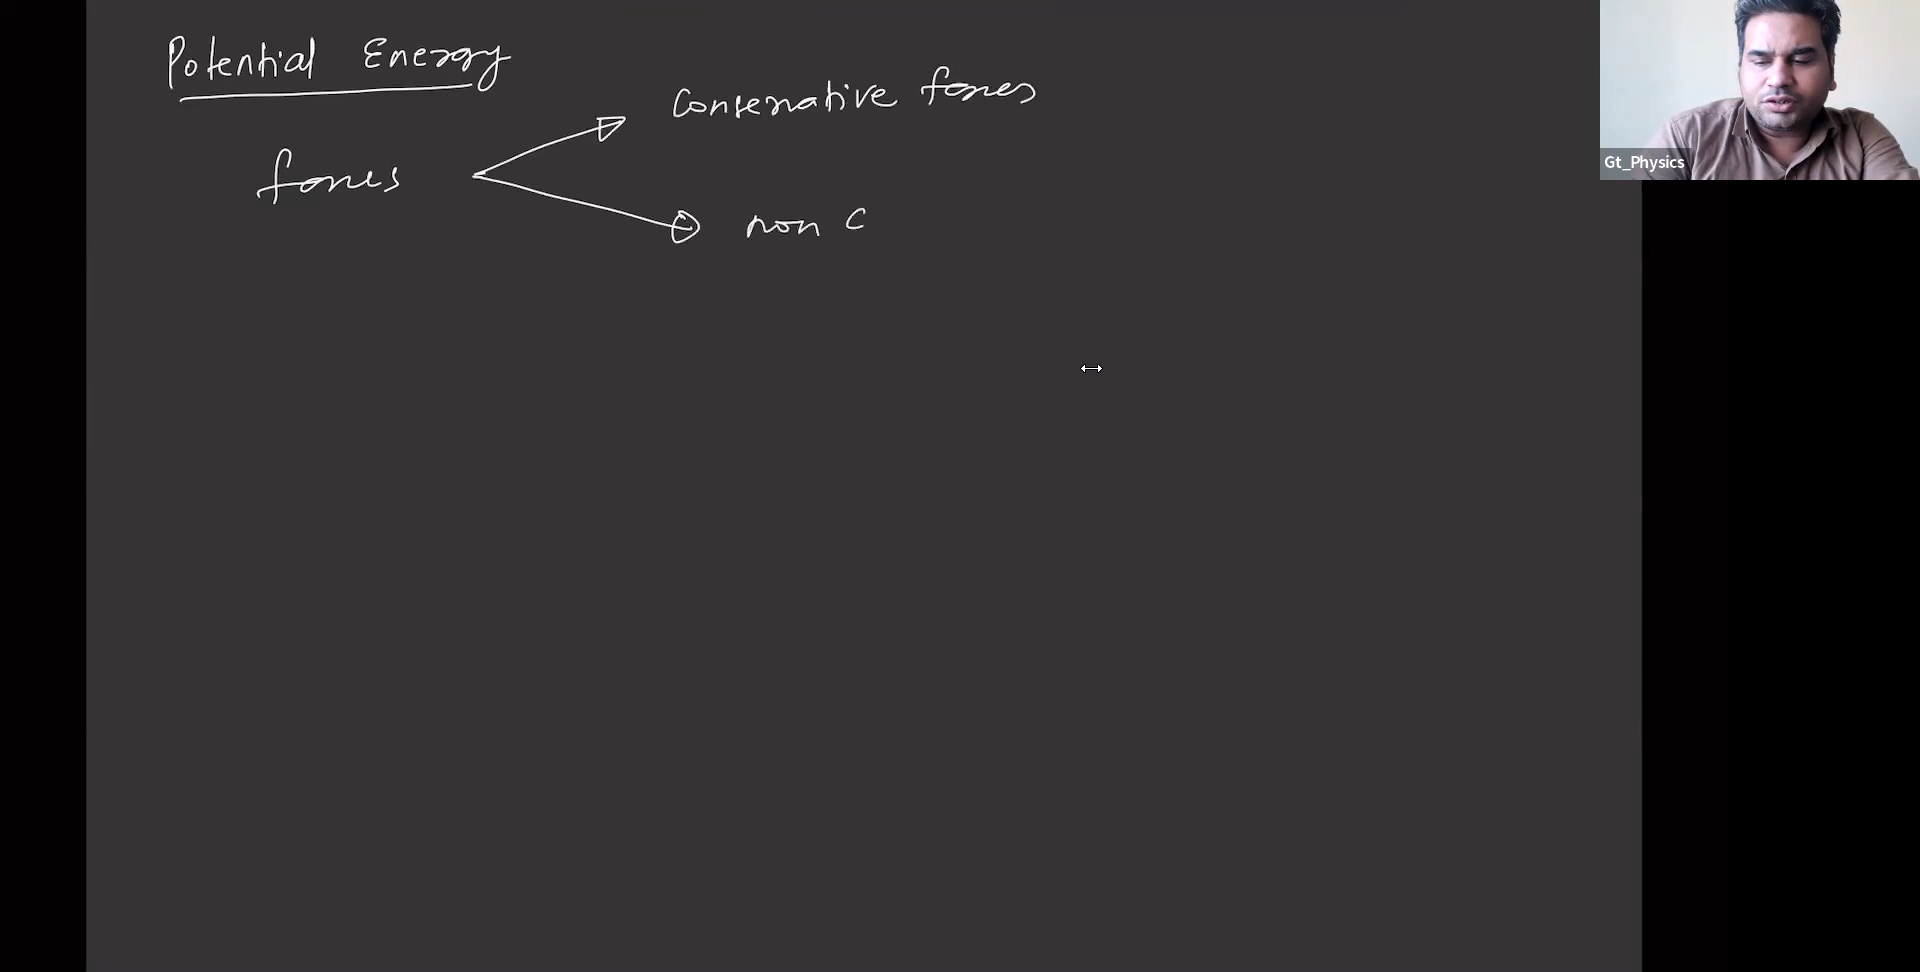 Potential Energy
Conservative forces
forces
non C
Gt_Physics